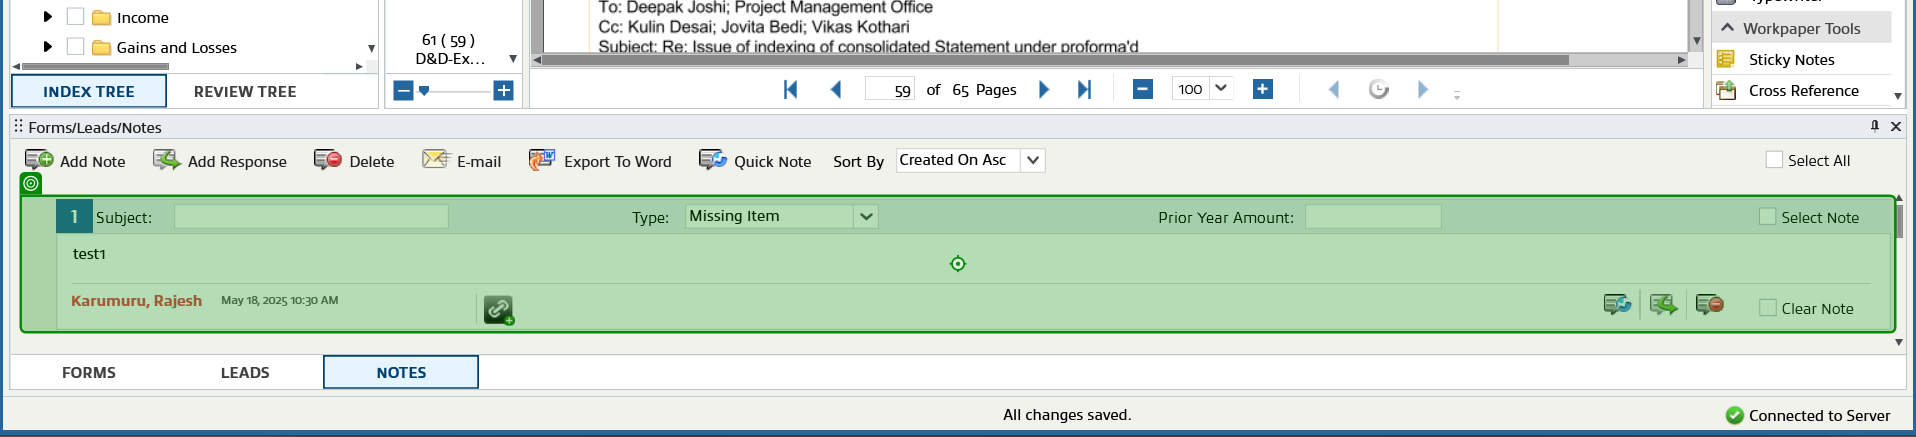 Income
Gains and Losses
INDEX TREE
REVIEW TREE
61 ( 59 )
D&D-Ex...
To: Deepak Joshi; Project Management Office
Cc: Kulin Desai; Jovita Bedi; Vikas Kothari
Subject: Re: Issue of indexing of consolidated Statement under proforma'd
59 of 65 Pages
100
Typewriter
Workpaper Tools
Sticky Notes
Cross Reference
Forms/Leads/Notes
Add Note Add Response Delete E-mail Export To Word Quick Note Sort By Created On Asc Select All
1 Subject: Type: Missing Item Prior Year Amount: Select Note
test1
Karumuru, Rajesh May 18, 2025 10:30 AM Clear Note
FORMS LEADS NOTES
All changes saved.
Connected to Server